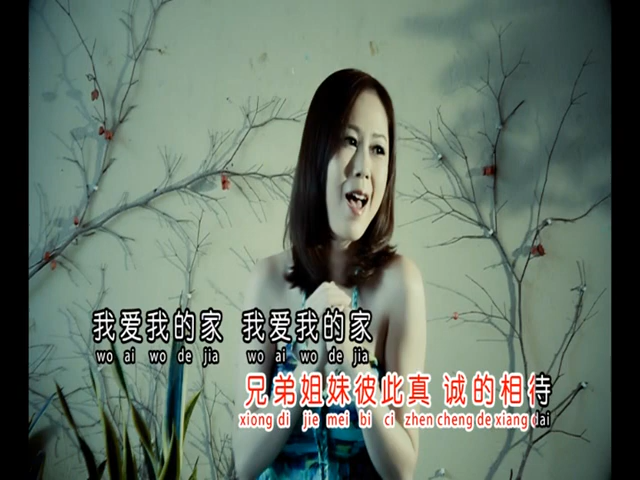 我爱我的家 我爱我的家
wo ai wo de jia wo ai wo de jia
兄弟姐妹彼此真 诚的相待
xiong di jie mei bi ci zhen cheng de xiang dai